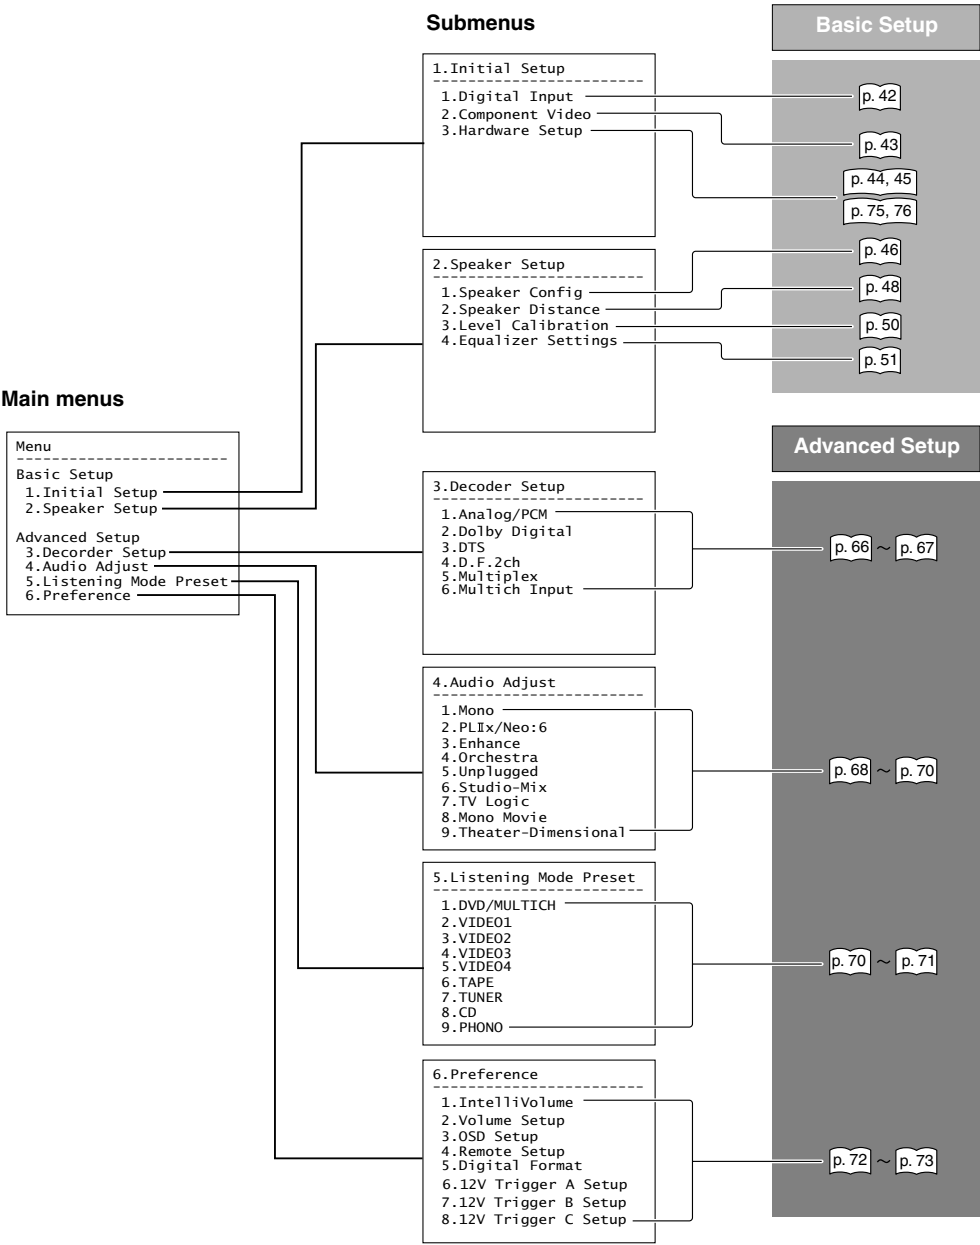 Submenus
Basic Setup
1.Initial Setup
1.Digital Input
p. 42
2.Component Video
3.Hardware Setup
p. 43
p. 44, 45
p. 75, 76
2.Speaker Setup
p. 46
1.Speaker Config
p. 48
2.Speaker Distance
3.Level Calibration
p. 50
4.Equalizer Settings
p. 51
Main menus
Menu
Basic Setup
1.Initial Setup
2.Speaker Setup
Advanced Setup
3.Decorder Setup
4.Audio Adjust
5.Listening Mode Preset
6.Preference
Advanced Setup
3.Decoder Setup
1.Analog/PCM
2.Dolby Digital
3.DTS
4.D.F.2ch
5.Multiplex
6.Multich Input
p. 66 ~ p. 67
4.Audio Adjust
1.Mono
2.PLⅡx/Neo:6
3.Enhance
4.Orchestra
5.Unplugged
6.Studio-Mix
7.TV Logic
8.Mono Movie
9.Theater-Dimensional
p. 68 ~ p. 70
5.Listening Mode Preset
1.DVD/MULTICH
2.VIDEO1
3.VIDEO2
4.VIDEO3
5.VIDEO4
6.TAPE
7.TUNER
8.CD
9.PHONO
p. 70 ~ p. 71
6.Preference
1.IntelliVolume
2.Volume Setup
3.OSD Setup
4.Remote Setup
5.Digital Format
6.12V Trigger A Setup
7.12V Trigger B Setup
8.12V Trigger C Setup
p. 72 ~ p. 73